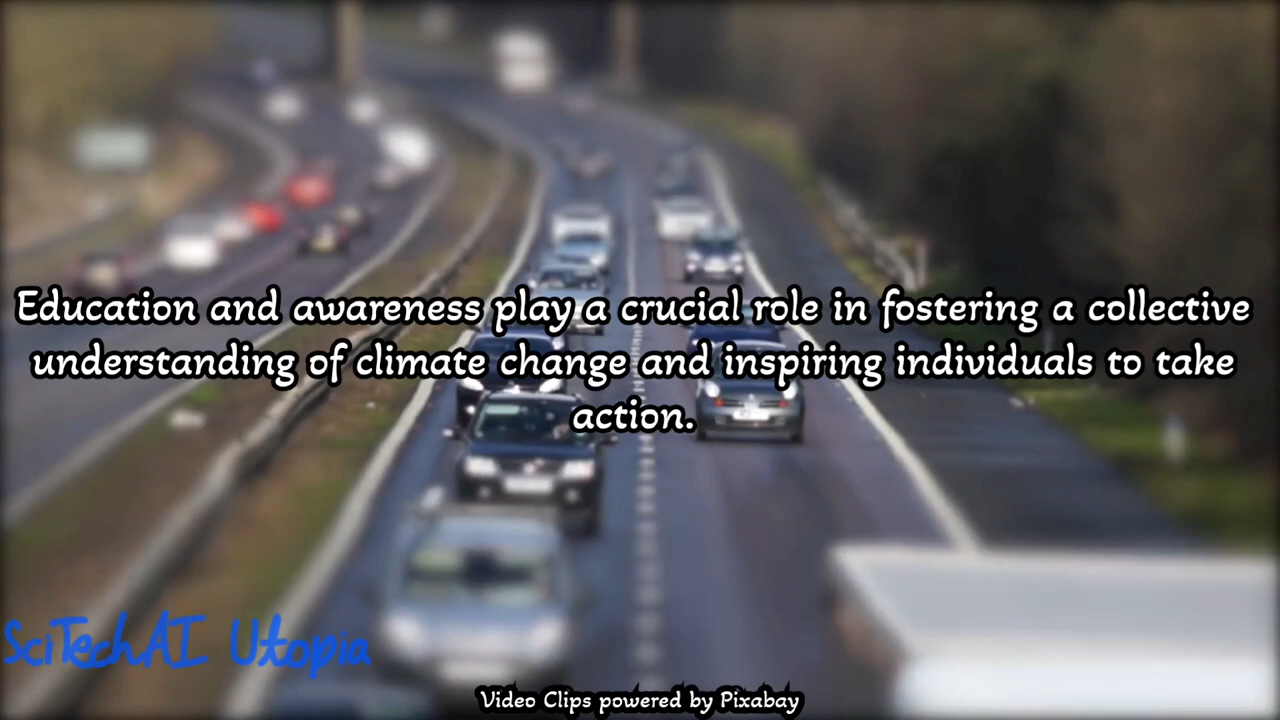 Education and awareness play a crucial role in fostering a collective
understanding of climate change and inspiring individuals to take
action.
SciTechAI Utopia
Video Clips powered by Pixabay